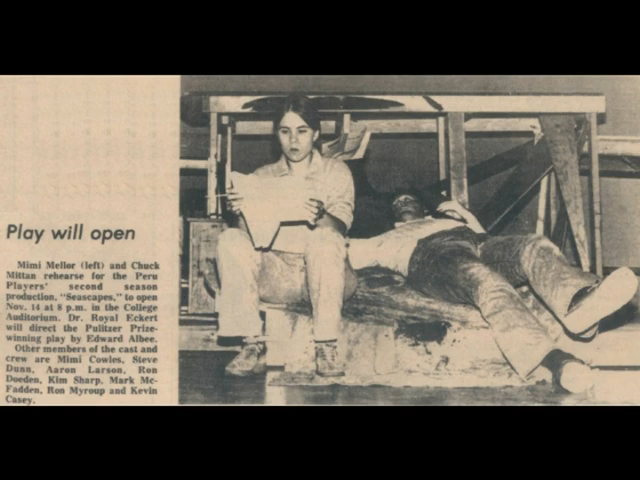 Play will open
Mimi Mellor (left) and Chuck
Mittan rehearse for the Peru
Players' second season
production, "Seascapes," to open
Nov. 14 at 8 p.m. in the College
Auditorium. Dr. Royal Eckert
will direct the Pulitzer Prize-
winning play by Edward Albee.
Other members of the cast and
crew are Mimi Cowles, Steve
Dunn, Aaron Larson, Ron
Doeden, Kim Sharp, Mark Mc-
Fadden, Ron Myroup and Kevin
Casey.